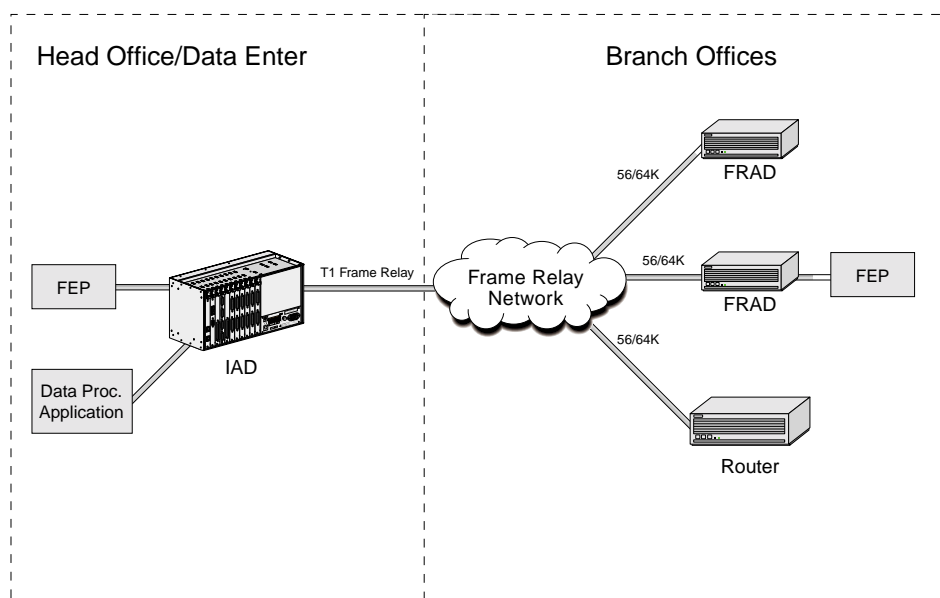 Head Office/Data Enter
Branch Offices
56/64K
FRAD
T1 Frame Relay
Frame Relay
Network
56/64K
FRAD
FEP
FEP
IAD
56/64K
Data Proc.
Application
Router